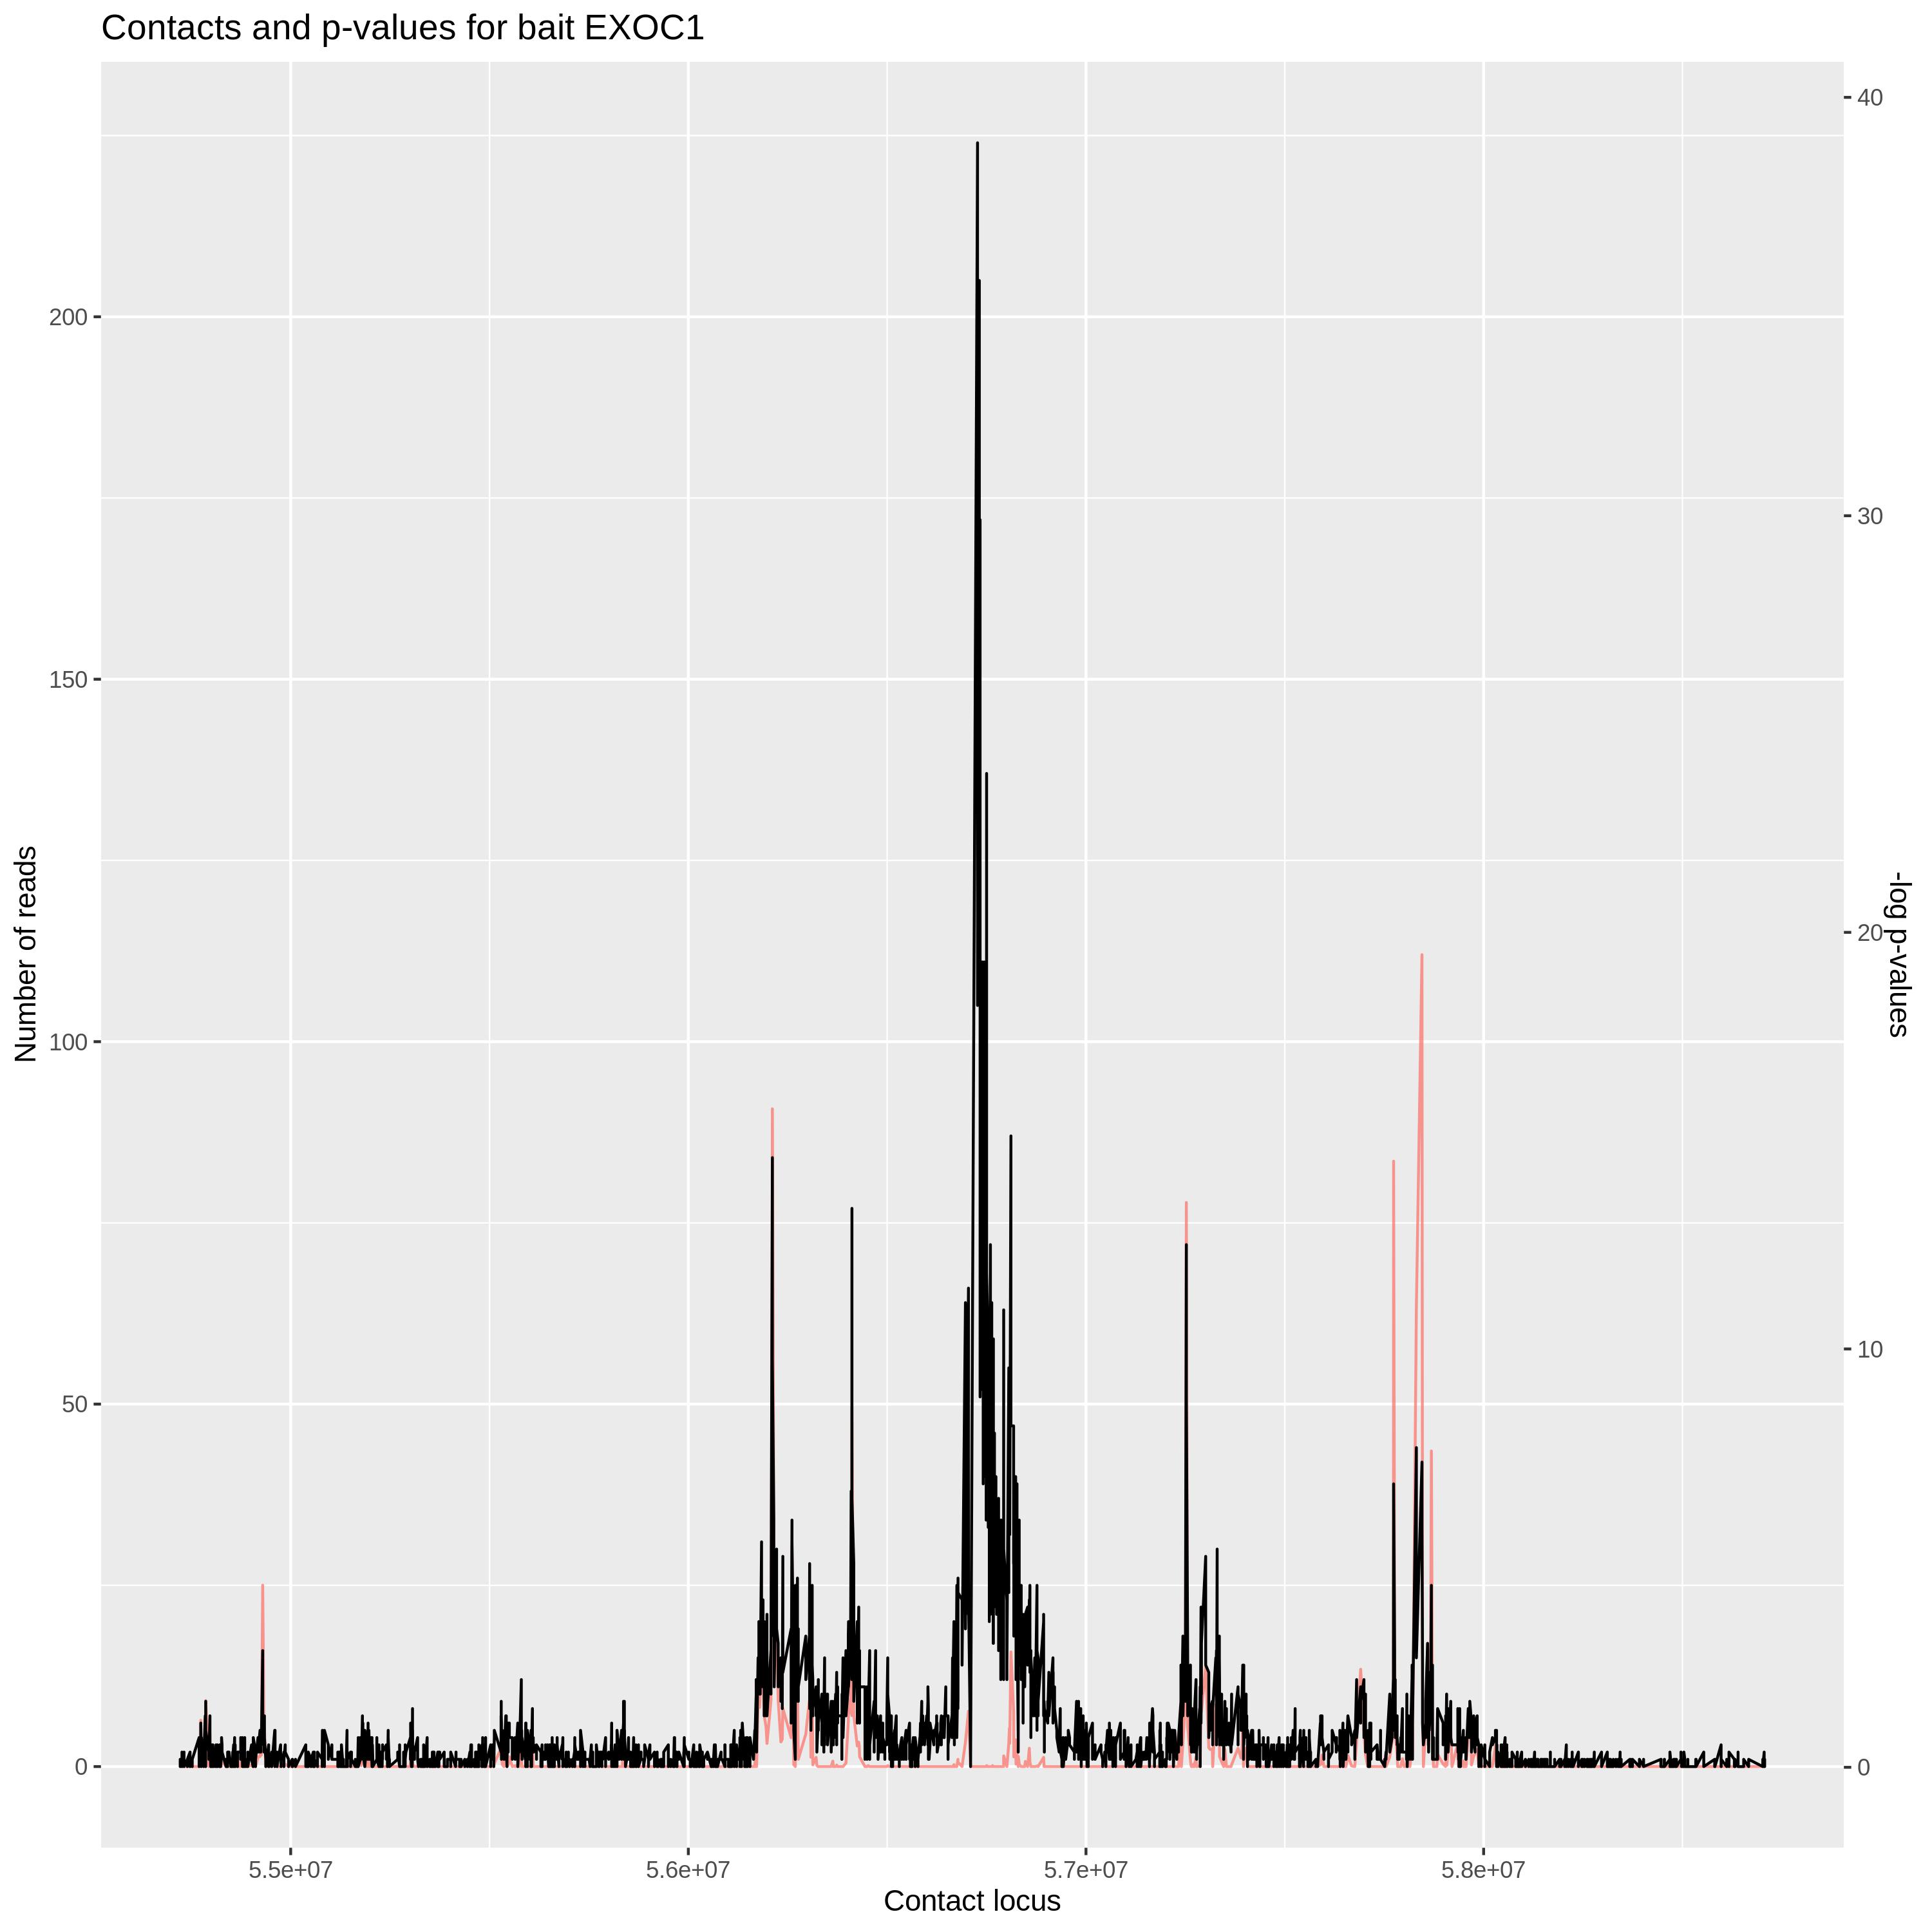 Contacts and p-values for bait EXOC1
Number of reads
200
150
100
50
0
40
30
20
10
0
-log p-values
5.5e+07
5.6e+07
5.7e+07
5.8e+07
Contact locus